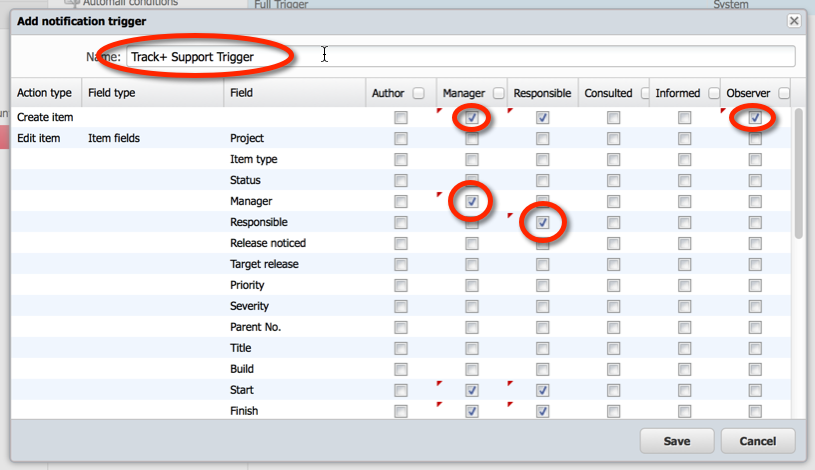 Automail conditions
Full Trigger
System
Add notification trigger
Name: Track+ Support Trigger
Action type Field type Field Author Manager Responsible Consulted Informed Observer
Create item
Edit item Item fields Project
Item type
Status
Manager
Responsible
Release noticed
Target release
Priority
Severity
Parent No.
Title
Build
Start
Finish
Save Cancel